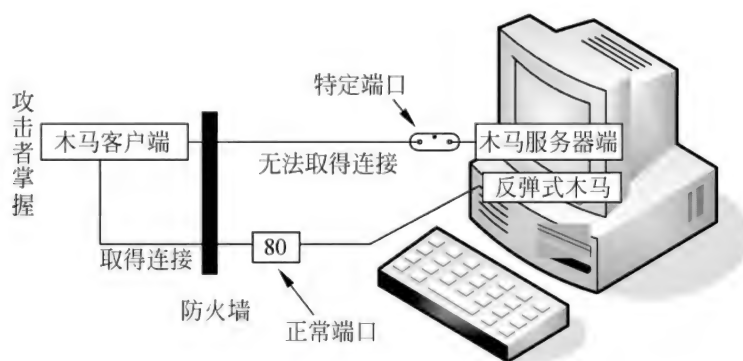 特定端口
攻击者掌握
木马客户端
木马服务器端
无法取得连接
反弹式木马
取得连接
80
防火墙
正常端口